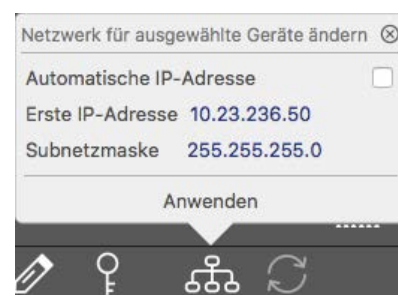 Netzwerk für ausgewählte Geräte ändern
Automatische IP-Adresse
Erste IP-Adresse 10.23.236.50
Subnetzmaske 255.255.255.0
Anwenden